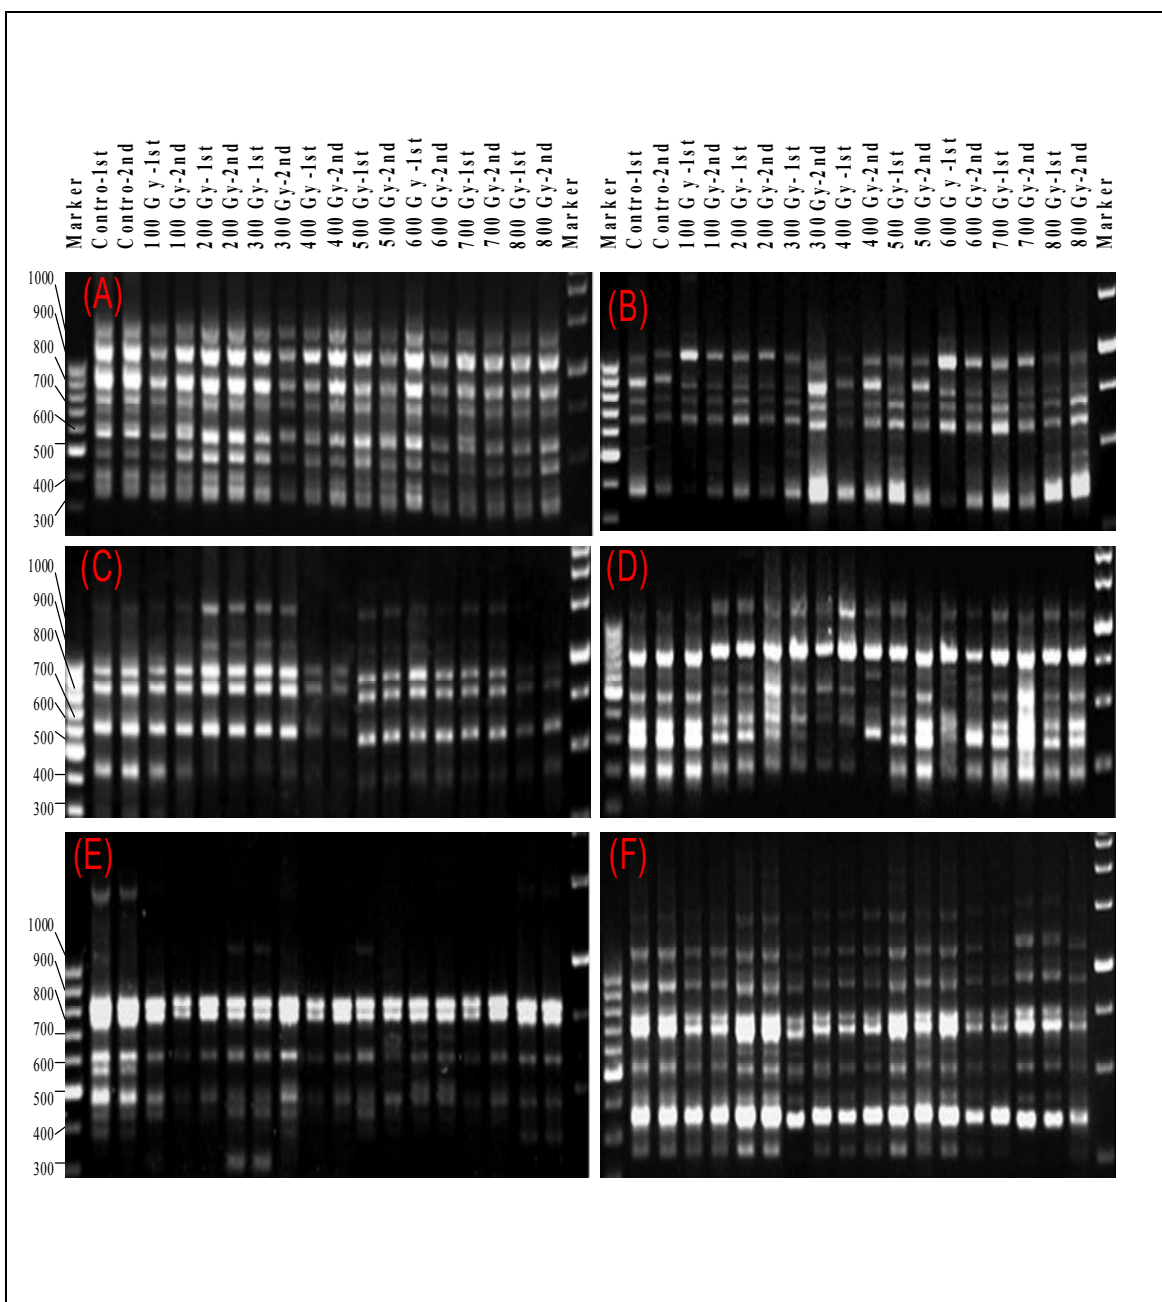 Marker
Contro-1st
Contro-2nd
100 Gy-1st
100 Gy-2nd
200 Gy-1st
200 Gy-2nd
300 Gy-1st
300 Gy-2nd
400 Gy-1st
400 Gy-2nd
500 Gy-1st
500 Gy-2nd
600 Gy -1st
600 Gy-2nd
700 Gy-1st
700 Gy-2nd
800 Gy-1st
800 Gy-2nd
Marker
Marker
Contro-1st
Contro-2nd
100 Gy-1st
100 Gy-2nd
200 Gy-1st
200 Gy-2nd
300 Gy-1st
300Gy-2nd
400 Gy-1st
400 Gy-2nd
500 Gy-1st
500 Gy-2nd
600 Gy -1st
600 Gy-2nd
700 Gy-1st
700 Gy-2nd
800 Gy-1st
800 Gy-2nd
Marker
(A)
1000
900
800
700
600
500
400
300
(B)
(C)
1000
900
800
700
600
500
400
300
(D)
(E)
1000
900
800
700
600
500
400
300
(F)